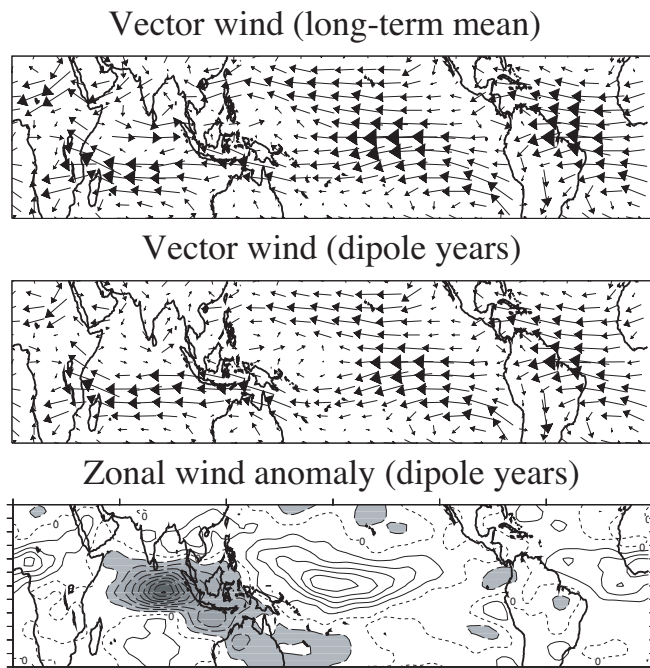 Vector wind (long-term mean)
Vector wind (dipole years)
Zonal wind anomaly (dipole years)